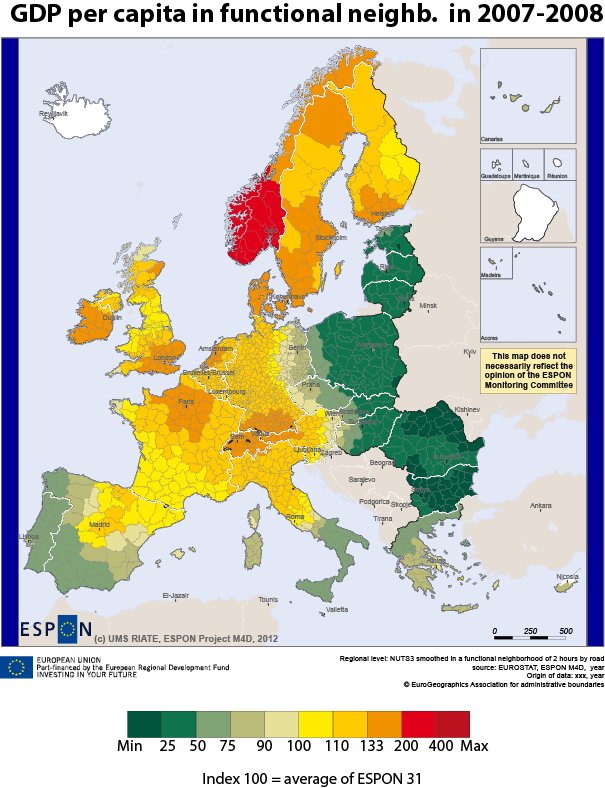 GDP per capita in functional neighb. in 2007-2008
Reykjavik
Canarias
Guadeloupe Martinique Réunion
Guyane
Madeira
Acores
Oslo
Helsinki
Stockholm
Tallinn
Riga
Minsk
København
Dublin
London
Amsterdam
Berlin
Warszawa
Kyiv
Bruxelles/Brussel
Luxembourg
Praha
This map does not
necessarily reflect the
opinion of the ESPON
Monitoring Committee
Paris
Wien
Budapest
Kishinev
Bern
Vaduz
Ljubljana
Zagreb
Beograd
Sarajevo
Podgorica
Skopje
Tirana
Ankara
Madrid
Roma
Lisboa
El-Jazair
Tounis
Valletta
Nicosia
ESPON
(c) UMS RIATE, ESPON Project M4D, 2012
0 250 500
EUROPEAN UNION
Part-financed by the European Regional Development Fund
INVESTING IN YOUR FUTURE
Regional level: NUTS3 smoothed in a functional neighborhood of 2 hours by road
source: EUROSTAT, ESPON M4D, year
Origin of data: xxx, year
© EuroGeographics Association for administrative boundaries
Min 25 50 75 90 100 110 133 200 400 Max
Index 100 = average of ESPON 31